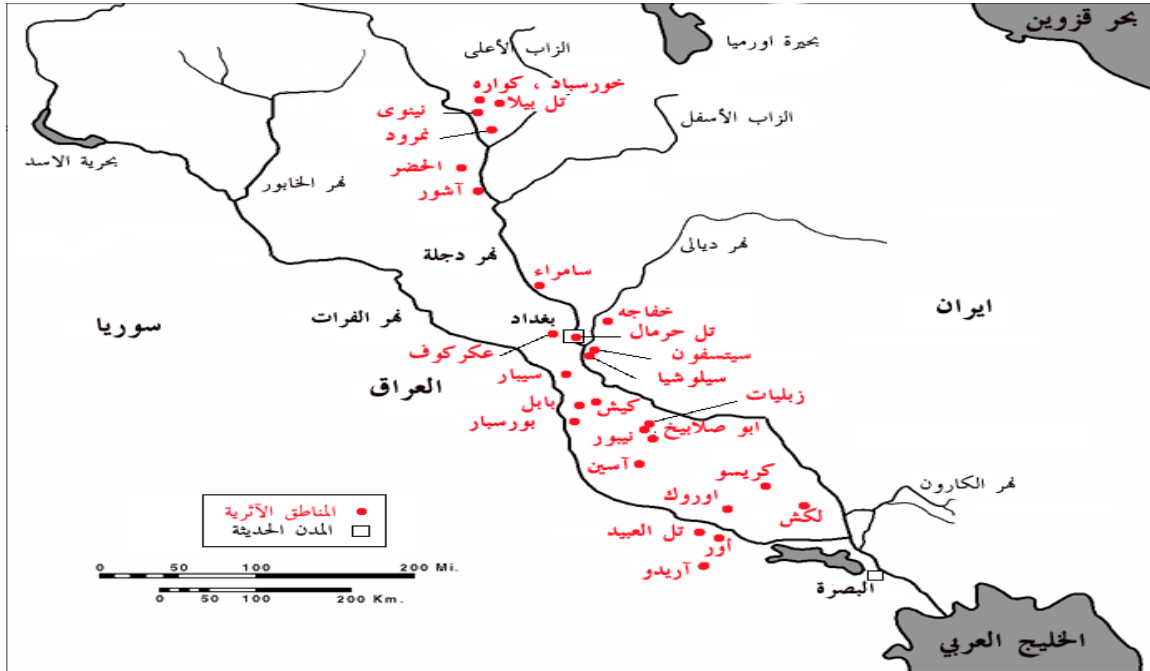 بحر قزوين
بحيرة اورميا
الزاب الأعلى
خورسباد ، كواره
تل بيلا
نينوى
نمرود
الزاب الأسفل
بحرية الاسد
الحضر
نهر الخابور
آشور
نهر ديالى
نهر دجلة
سامراء
ايران
خفاجه
سوريا
نهر الفرات
بغداد
تل حرمال
عكركوف
سيتسفون
سيلوشيا
سيبار
العراق
زبليات
كيش
بابل
بورسبار
ابو صلابيخ
نيبور
آسين
كريسو
نهر الكارون
اوروك
لكش
المناطق الآثرية
المدن الحديثة
تل العبيد
أور
آريدو
البصرة
0 50 100 200 Mi.
0 50 100 200 Km.
الخليج العربي